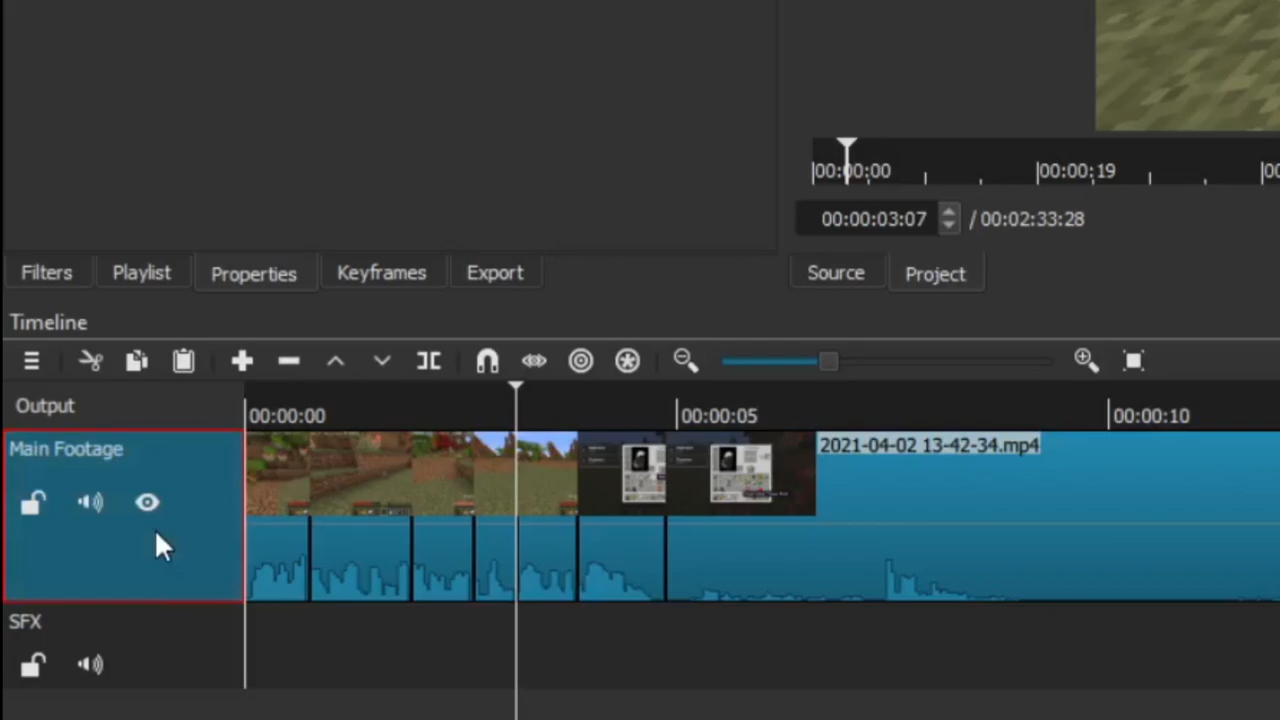 00:00:00 00:00:19 00
00:00:03:07 / 00:02:33:28
Filters Playlist Properties Keyframes Export Source Project
Timeline
Output 00:00:00 00:00:05 00:00:10
Main Footage 2021-04-02 13-42-34.mp4
SFX